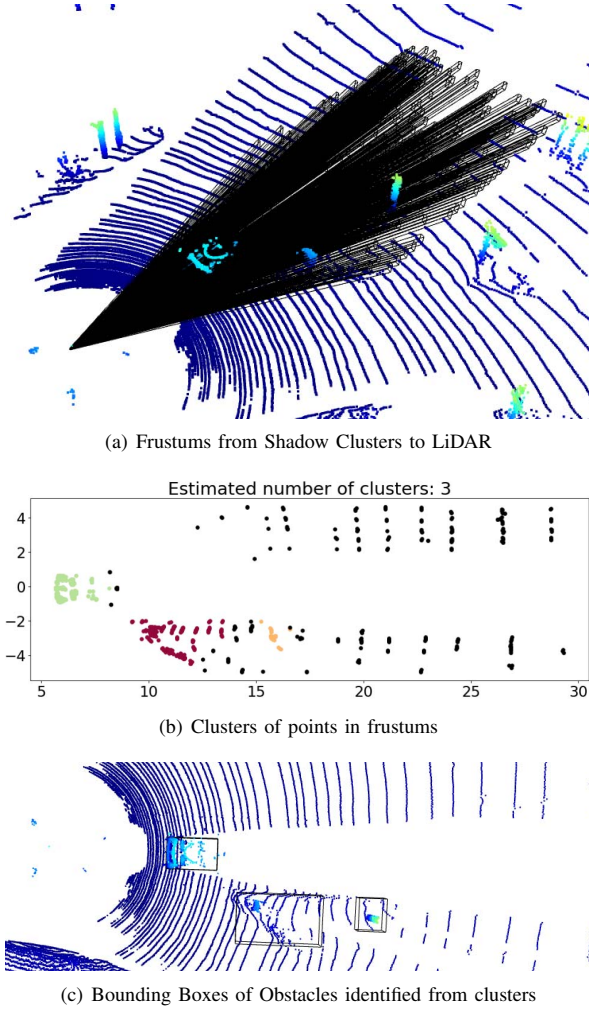 (a) Frustums from Shadow Clusters to LiDAR
Estimated number of clusters: 3
4
2
0
−2
−4
5 10 15 20 25 30
(b) Clusters of points in frustums
(c) Bounding Boxes of Obstacles identified from clusters